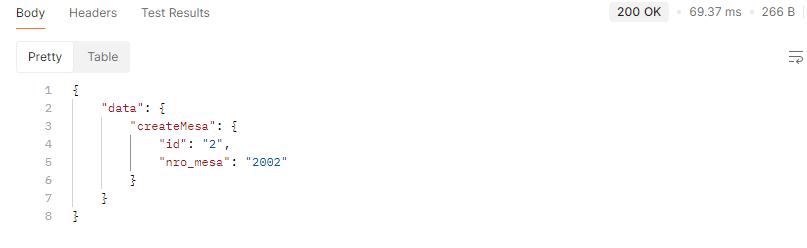 Body Headers Test Results 200 OK • 69.37 ms • 266 B
Pretty Table
1 {
2     "data": {
3         "createMesa": {
4             "id": "2",
5             "nro_mesa": "2002"
6         }
7     }
8 }